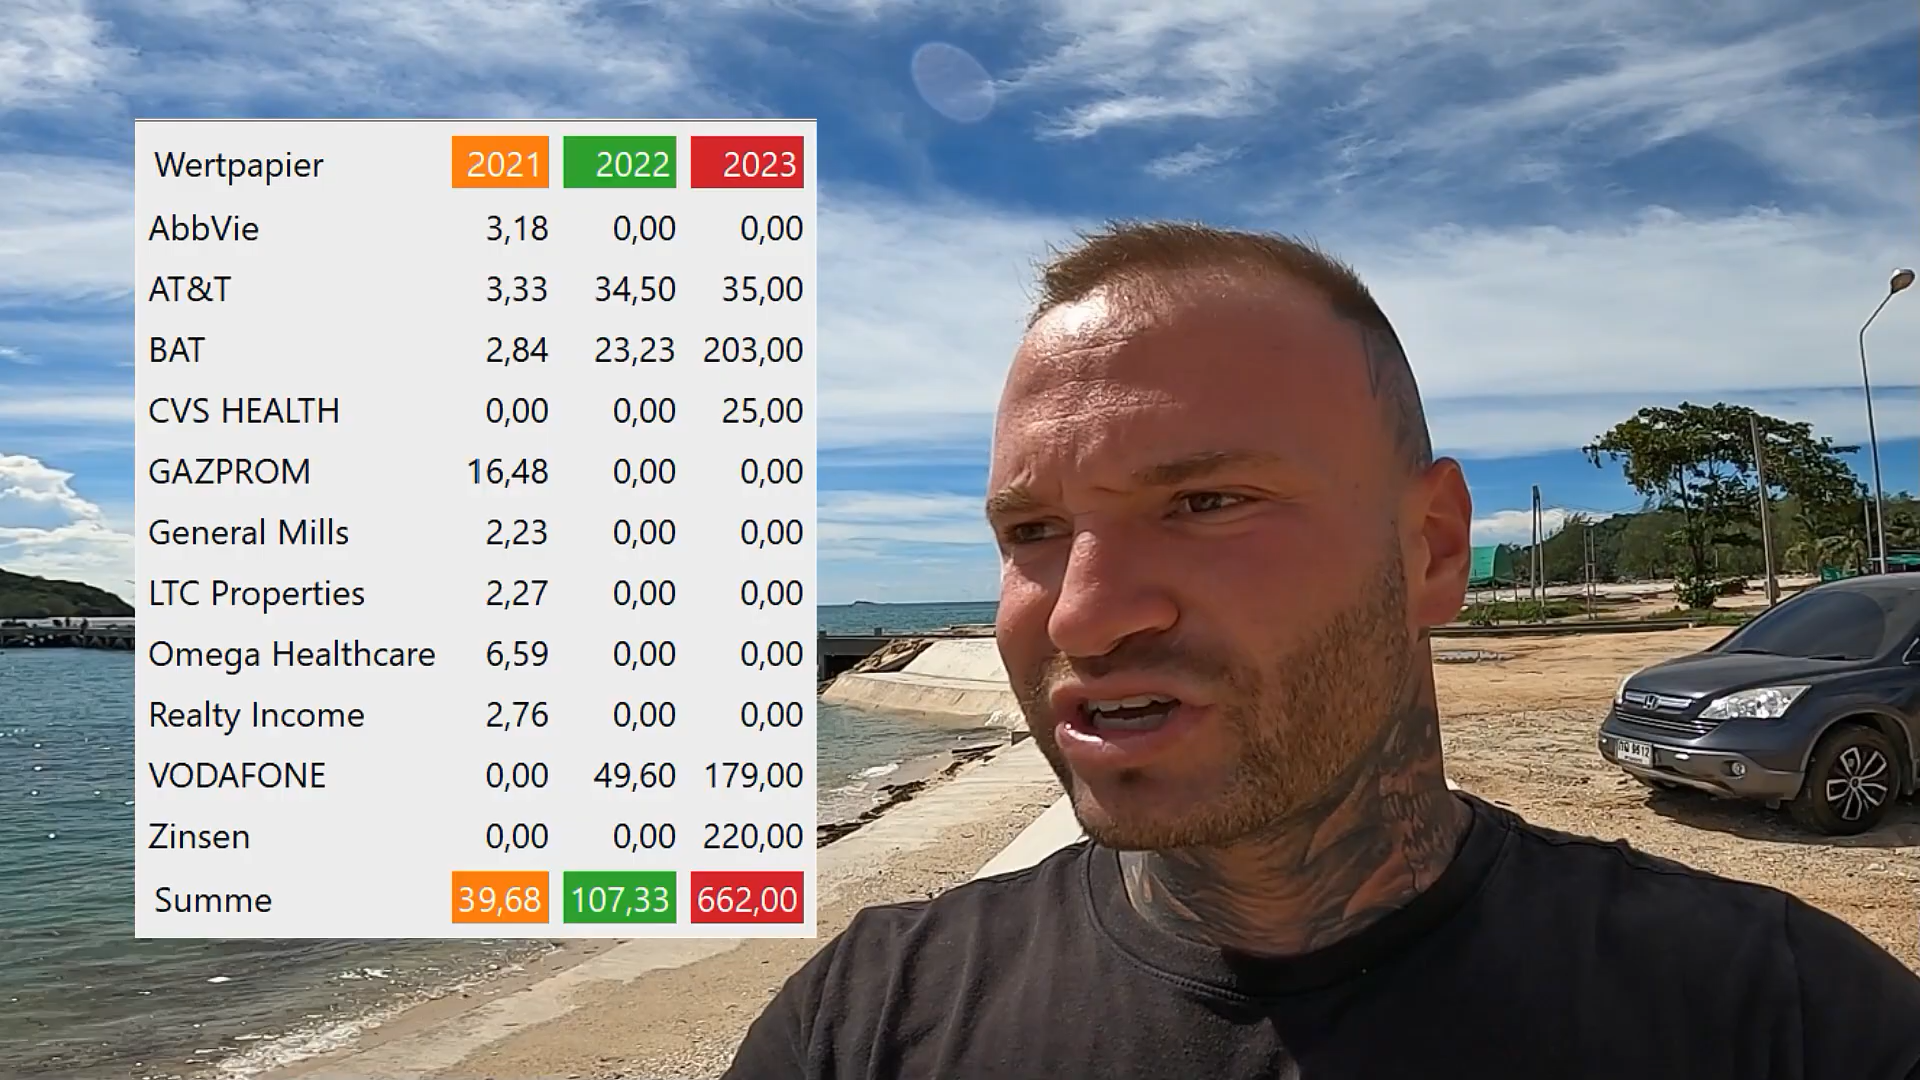 Wertpapier 2021 2022 2023
AbbVie 3,18 0,00 0,00
AT&T 3,33 34,50 35,00
BAT 2,84 23,23 203,00
CVS HEALTH 0,00 0,00 25,00
GAZPROM 16,48 0,00 0,00
General Mills 2,23 0,00 0,00
LTC Properties 2,27 0,00 0,00
Omega Healthcare 6,59 0,00 0,00
Realty Income 2,76 0,00 0,00
VODAFONE 0,00 49,60 179,00
Zinsen 0,00 0,00 220,00
Summe 39,68 107,33 662,00